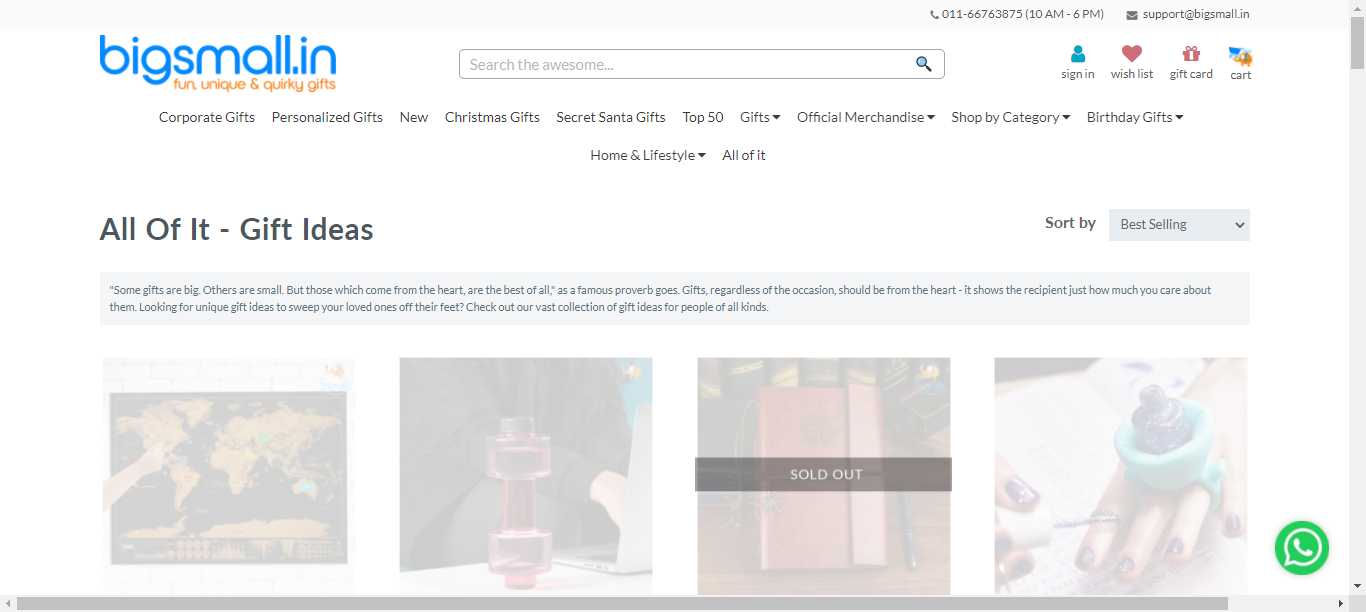 011-66763875 (10 AM - 6 PM) support@bigsmall.in
bigsmall.in
fun, unique & quirky gifts
Search the awesome...
sign in wish list gift card cart
Corporate Gifts Personalized Gifts New Christmas Gifts Secret Santa Gifts Top 50 Gifts Official Merchandise Shop by Category Birthday Gifts
Home & Lifestyle All of it
All Of It - Gift Ideas
Sort by Best Selling
"Some gifts are big. Others are small. But those which come from the heart, are the best of all," as a famous proverb goes. Gifts, regardless of the occasion, should be from the heart - it shows the recipient just how much you care about
them. Looking for unique gift ideas to sweep your loved ones off their feet? Check out our vast collection of gift ideas for people of all kinds.
SOLD OUT